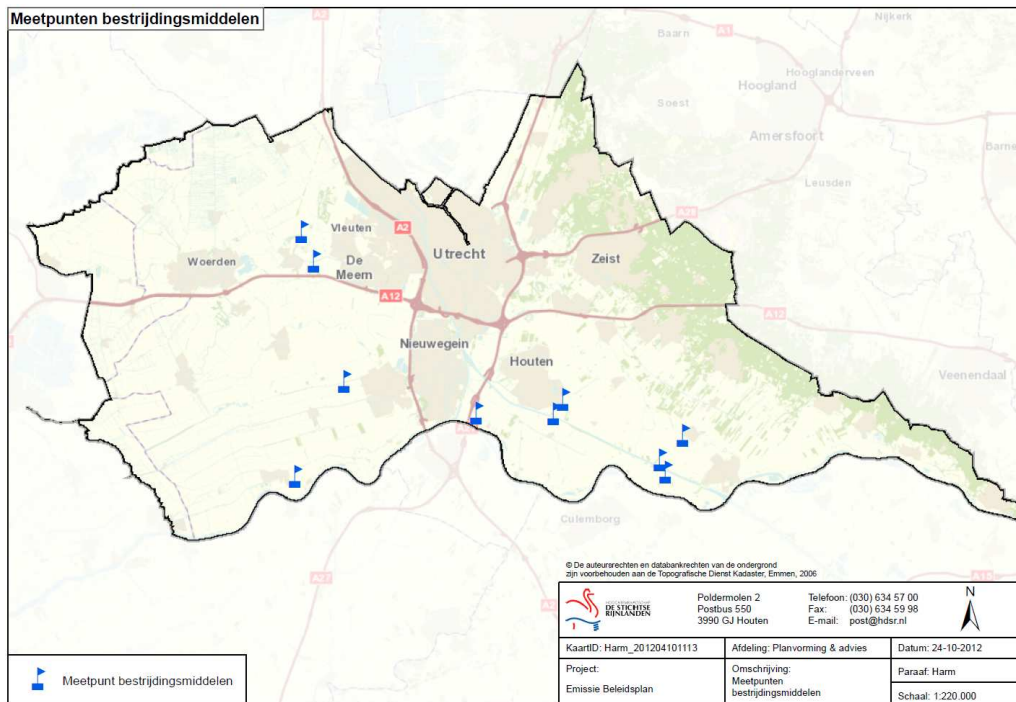 Meetpunten bestrijdingsmiddelen
A2
A1
Nijkerk
Baarn
Hooglanderveen
Hoogland
Soest
Amersfoort
Barne
Leusden
A28
Vleuten
A2
Utrecht
Woerden
De
Meern
Zeist
A12
A12
Nieuwegein
Houten
Veenendaal
Culemborg
A27
A2
A15
© De auteursrechten en databankrechten van de ondergrond
zijn voorbehouden aan de Topografische Dienst Kadaster, Emmen, 2006
HOOGHEEMRAADSCHAP
DE STICHTSE
RIJNLANDEN
Poldermolen 2
Postbus 550
3990 GJ Houten
Telefoon: (030) 634 57 00
Fax: (030) 634 59 98
E-mail: post@hdsr.nl
N
KaartID: Harm_201204101113
Afdeling: Planvorming & advies
Datum: 24-10-2012
Project:
Emissie Beleidsplan
Omschrijving:
Meetpunten
bestrijdingsmiddelen
Paraaf: Harm
Schaal: 1:220.000
Meetpunt bestrijdingsmiddelen